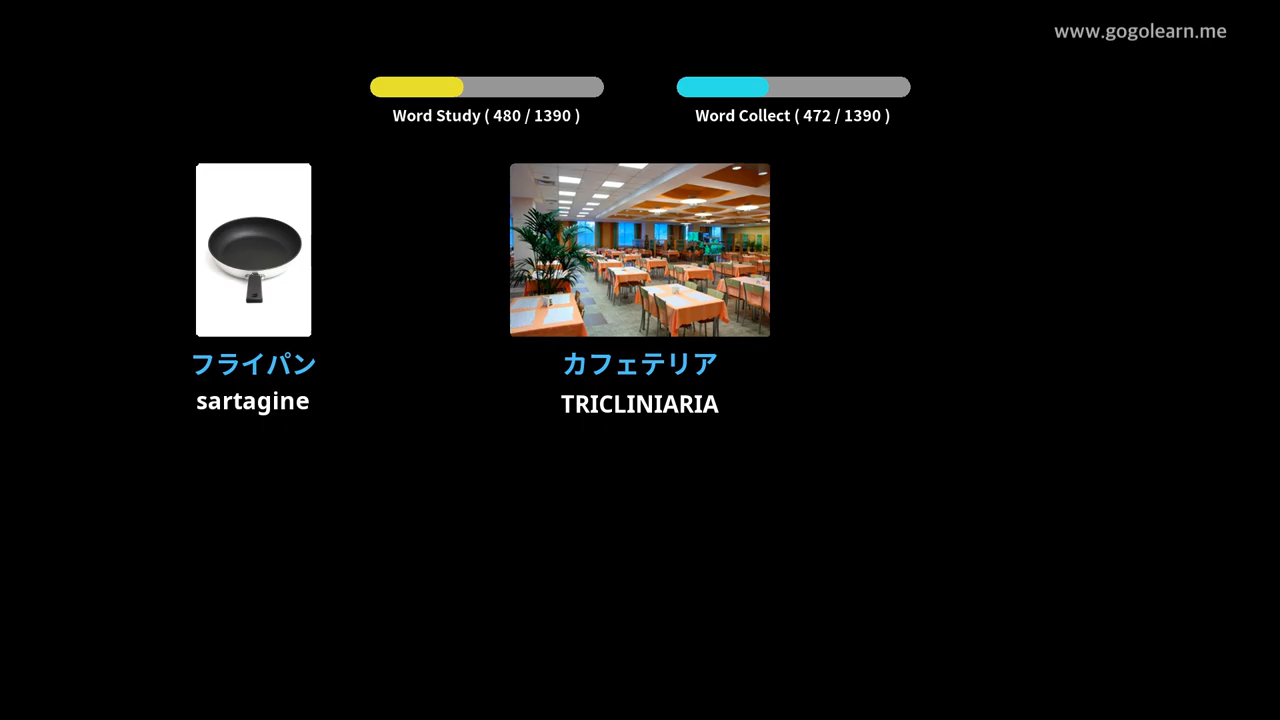 www.gogolearn.me
Word Study ( 480 / 1390 )
Word Collect ( 472 / 1390 )
フライパン
sartagine
カフェテリア
TRICLINIARIA